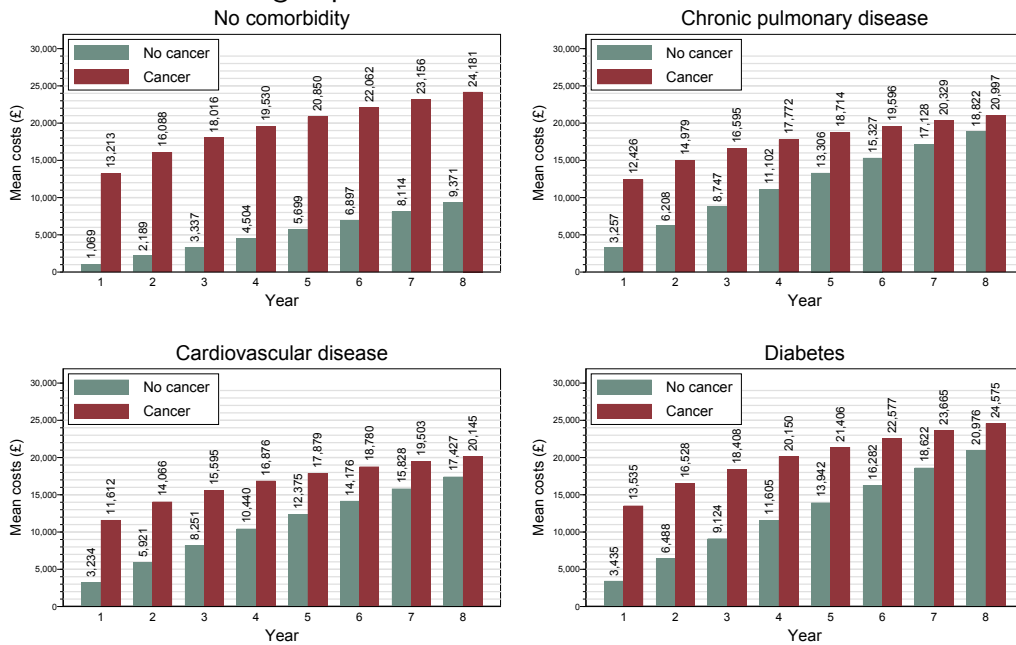 No comorbidity
No cancer
Cancer
Mean costs (£)
30,000
25,000
20,000
15,000
10,000
5,000
0
1,069 13,213 2,189 16,088 3,337 18,016 4,504 19,530 5,699 20,850 6,897 22,062 8,114 23,156 9,371 24,181
1 2 3 4 5 6 7 8
Year
Chronic pulmonary disease
No cancer
Cancer
Mean costs (£)
30,000
25,000
20,000
15,000
10,000
5,000
0
3,257 12,426 6,208 14,979 8,747 16,595 11,102 17,772 13,306 18,714 15,327 19,596 17,128 20,329 18,822 20,997
1 2 3 4 5 6 7 8
Year
Cardiovascular disease
No cancer
Cancer
Mean costs (£)
30,000
25,000
20,000
15,000
10,000
5,000
0
3,234 11,612 5,921 14,066 8,251 15,595 10,440 16,876 12,375 17,879 14,176 18,780 15,828 19,503 17,427 20,145
1 2 3 4 5 6 7 8
Year
Diabetes
No cancer
Cancer
Mean costs (£)
30,000
25,000
20,000
15,000
10,000
5,000
0
3,435 13,535 6,488 16,528 9,124 18,408 11,605 20,150 13,942 21,406 16,282 22,577 18,622 23,665 20,976 24,575
1 2 3 4 5 6 7 8
Year